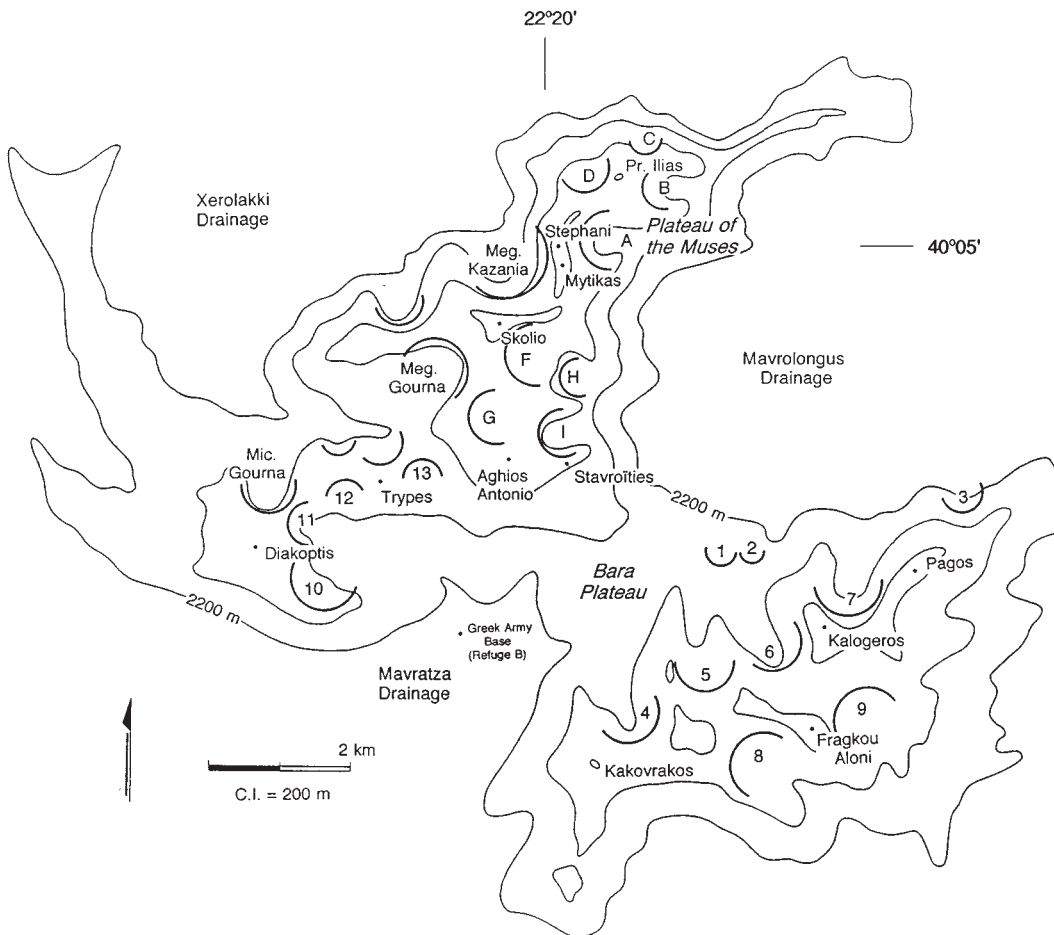 22°20'
C
Pr. Ilias
D
B
Xerolakki
Drainage
Stephani
Plateau of
the Muses
A
Meg.
Kazania
40°05'
Mytikas
Skolio
F
Mavrolongus
Drainage
Meg.
Gourna
H
G
I
Mic.
Gourna
13
Aghios
Antonio
Stavroïties
12
Trypes
2200 m
3
11
Diakoptis
1
2
Pagos
Bara
Plateau
10
7
2200 m
Greek Army
Base
(Refuge B)
Kalogeros
6
Mavratza
Drainage
5
4
9
Fragkou
Aloni
2 km
8
Kakovrakos
C.I. = 200 m